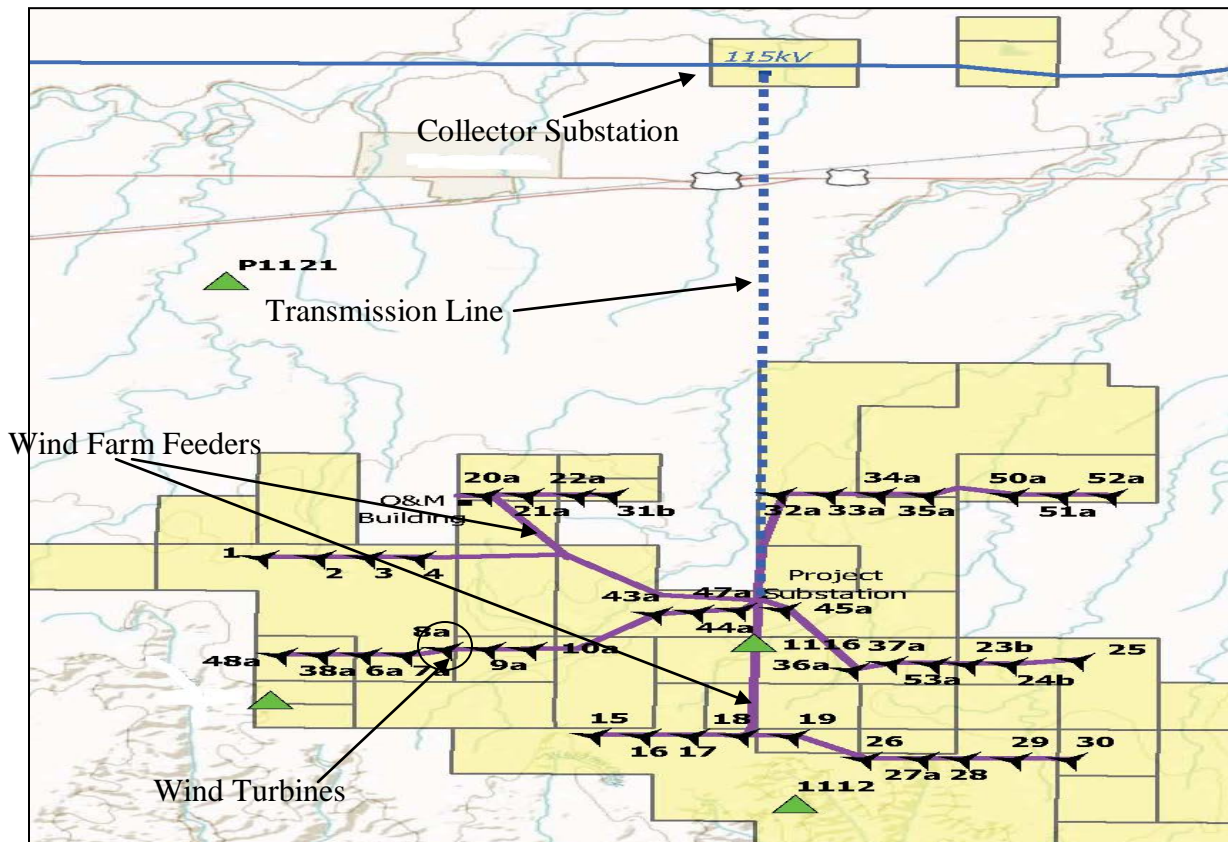 115kV
Collector Substation
P1121
Transmission Line
Wind Farm Feeders
20a
22a
34a
50a
52a
O&M
Building
21a
31b
32a
33a
35a
51a
1
2
3
4
Project
Substation
43a
47a
44a
45a
8a
1116
37a
23b
25
48a
38a
6a
7a
9a
10a
36a
53a
24b
15
18
19
16
17
26
29
30
27a
28
1112
Wind Turbines